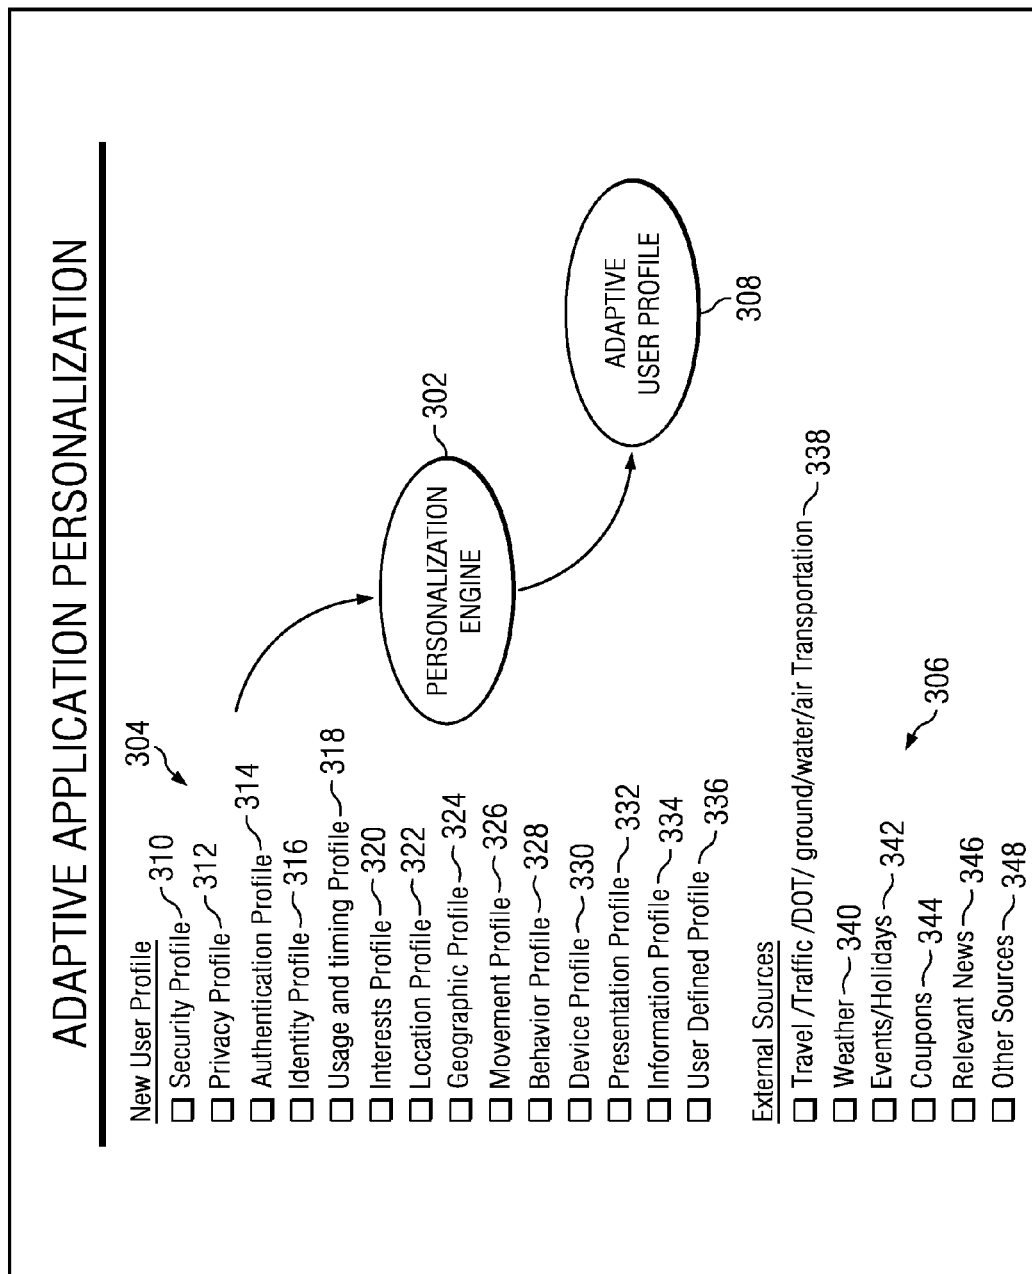 ADAPTIVE APPLICATION PERSONALIZATION
New User Profile
304
Security Profile 310
Privacy Profile 312
Authentication Profile 314
Identity Profile 316
Usage and timing Profile 318
Interests Profile 320
Location Profile 322
Geographic Profile 324
Movement Profile 326
Behavior Profile 328
Device Profile 330
Presentation Profile 332
Information Profile 334
User Defined Profile 336
PERSONALIZATION
ENGINE
302
ADAPTIVE
USER PROFILE
308
External Sources
Travel /Traffic /DOT/ ground/water/air Transportation 338
Weather 340
Events/Holidays 342
Coupons 344
Relevant News 346
Other Sources 348
306